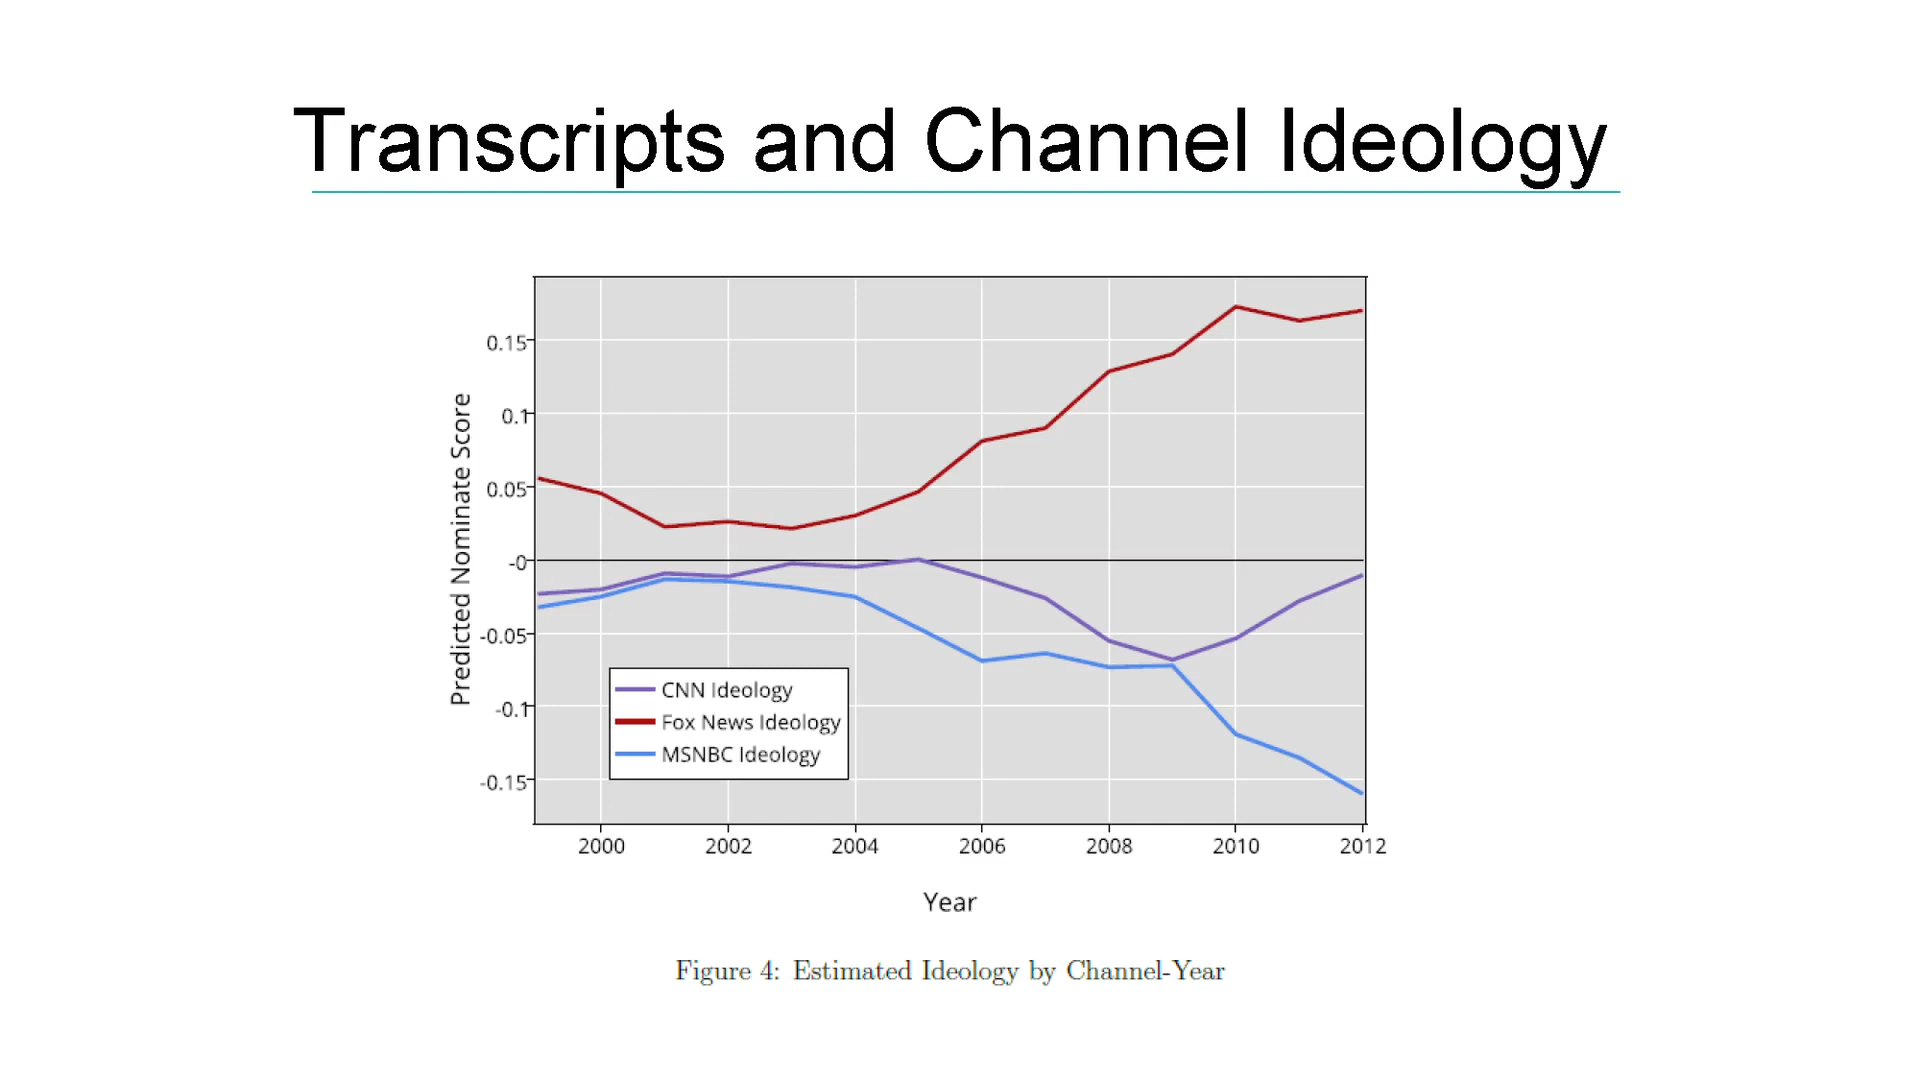 Transcripts and Channel Ideology
0.15
0.1
0.05
-0
-0.05
-0.1
-0.15
Predicted Nominate Score
CNN Ideology
Fox News Ideology
MSNBC Ideology
2000 2002 2004 2006 2008 2010 2012
Year
Figure 4: Estimated Ideology by Channel-Year